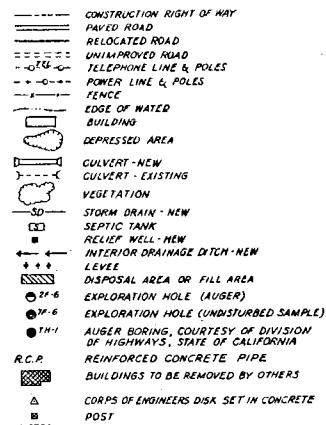 CONSTRUCTION RIGHT OF WAY
PAVED ROAD
RELOCATED ROAD
UNIMPROVED ROAD
TEL TELEPHONE LINE & POLES
POWER LINE & POLES
FENCE
EDGE OF WATER
BUILDING
DEPRESSED AREA
CULVERT-NEW
CULVERT-EXISTING
VEGETATION
SD STORM DRAIN-NEW
SEPTIC TANK
RELIEF WELL-NEW
INTERIOR DRAINAGE DITCH-NEW
LEVEE
DISPOSAL AREA OR FILL AREA
2F-6 EXPLORATION HOLE (AUGER)
7F-6 EXPLORATION HOLE (UNDISTURBED SAMPLE)
TH-1 AUGER BORING, COURTESY OF DIVISION
OF HIGHWAYS, STATE OF CALIFORNIA
R.C.P. REINFORCED CONCRETE PIPE
BUILDINGS TO BE REMOVED BY OTHERS
CORPS OF ENGINEERS DISK SET IN CONCRETE
POST